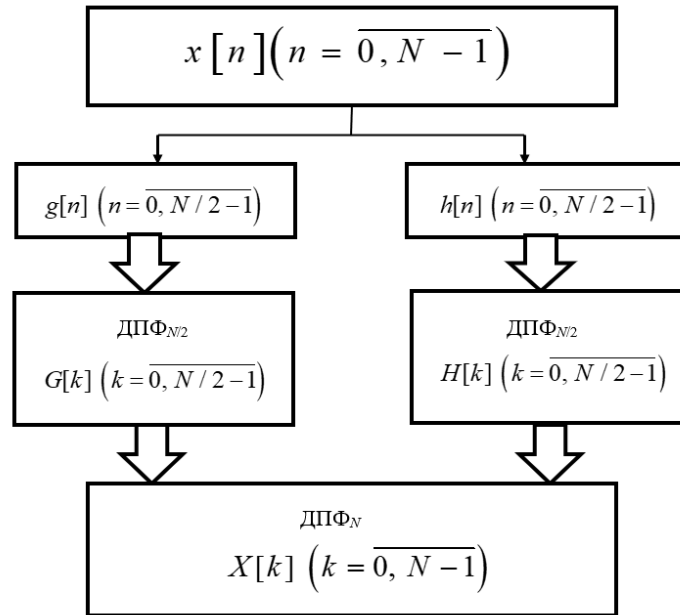 x[n](n = 0, N − 1)
g[n] (n = 0, N / 2 − 1)
h[n] (n = 0, N / 2 − 1)
ДПФN/2
G[k] (k = 0, N / 2 − 1)
ДПФN/2
H[k] (k = 0, N / 2 − 1)
ДПФN
X[k] (k = 0, N − 1)